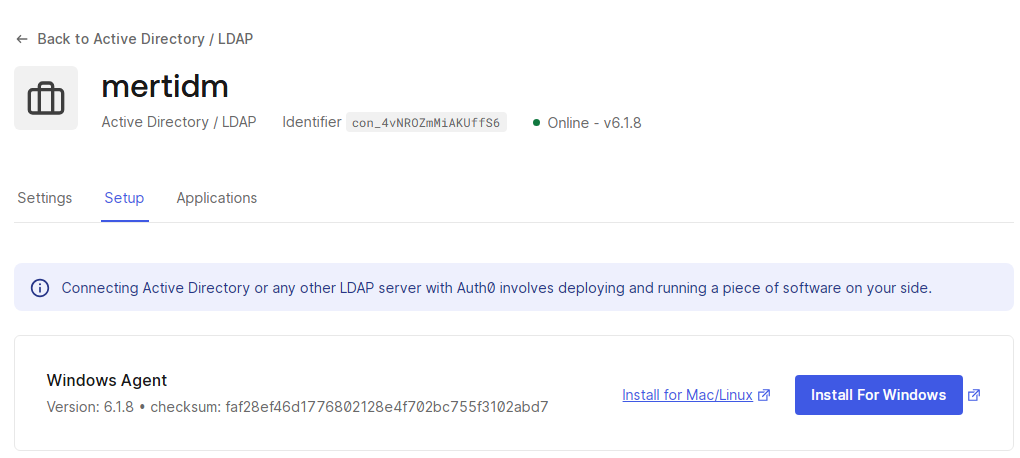 ← Back to Active Directory / LDAP
mertidm
Active Directory / LDAP Identifier con_4vNROZmMiAKUffS6 Online - v6.1.8
Settings Setup Applications
Connecting Active Directory or any other LDAP server with Auth0 involves deploying and running a piece of software on your side.
Windows Agent
Version: 6.1.8 • checksum: faf28ef46d1776802128e4f702bc755f3102abd7
Install for Mac/Linux Install For Windows